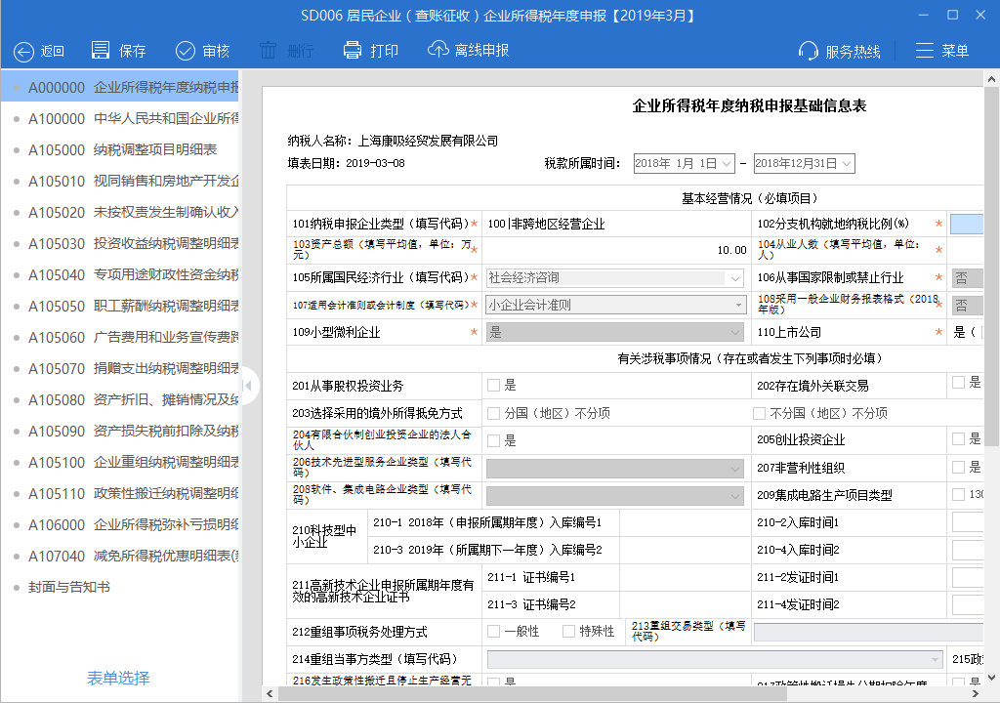 SD006 居民企业（查账征收）企业所得税年度申报【2019年3月】
返回 保存 审核 删行 打印 离线申报 服务热线 菜单
A000000 企业所得税年度纳税申报
A100000 中华人民共和国企业所得
A105000 纳税调整项目明细表
A105010 视同销售和房地产开发企
A105020 未按权责发生制确认收入
A105030 投资收益纳税调整明细表
A105040 专项用途财政性资金纳税
A105050 职工薪酬纳税调整明细表
A105060 广告费用和业务宣传费跨
A105070 捐赠支出纳税调整明细表
A105080 资产折旧、摊销情况及纳
A105090 资产损失税前扣除及纳税
A105100 企业重组纳税调整明细表
A105110 政策性搬迁纳税调整明细
A106000 企业所得税弥补亏损明细
A107040 减免所得税优惠明细表(
封面与告知书
表单选择
企业所得税年度纳税申报基础信息表
纳税人名称：上海康吸经贸发展有限公司
填表日期：2019-03-08 税款所属时间： 2018年 1月 1日 - 2018年12月31日
基本经营情况（必填项目）
101纳税申报企业类型（填写代码）* 100|非跨地区经营企业 102分支机构就地纳税比例(%) *
103资产总额（填写平均值，单位：万元）* 10.00 104从业人数（填写平均值，单位：人）*
105所属国民经济行业（填写代码）* 社会经济咨询 106从事国家限制或禁止行业 * 否
107适用会计准则或会计制度（填写代码）* 小企业会计准则 108采用一般企业财务报表格式（2018年版）* 否
109小型微利企业 * 是 110上市公司 * 是（
有关涉税事项情况（存在或者发生下列事项时必填）
201从事股权投资业务 是 202存在境外关联交易 是
203选择采用的境外所得抵免方式 分国（地区）不分项 不分国（地区）不分项
204有限合伙制创业投资企业的法人合伙人 是 205创业投资企业 是
206技术先进型服务企业类型（填写代码） 207非营利性组织 是
208软件、集成电路企业类型（填写代码） 209集成电路生产项目类型 130
210科技型中小企业 210-1 2018年（申报所属期年度）入库编号1 210-2入库时间1
210-3 2019年（所属期下一年度）入库编号2 210-4入库时间2
211高新技术企业申报所属期年度有效的高新技术企业证书 211-1 证书编号1 211-2发证时间1
211-3 证书编号2 211-4发证时间2
212重组事项税务处理方式 一般性 特殊性 213重组交易类型（填写代码）
214重组当事方类型（填写代码） 215政
216发生政策性搬迁且停止生产经营无 是 217政策性搬迁损失分期扣除年度 是